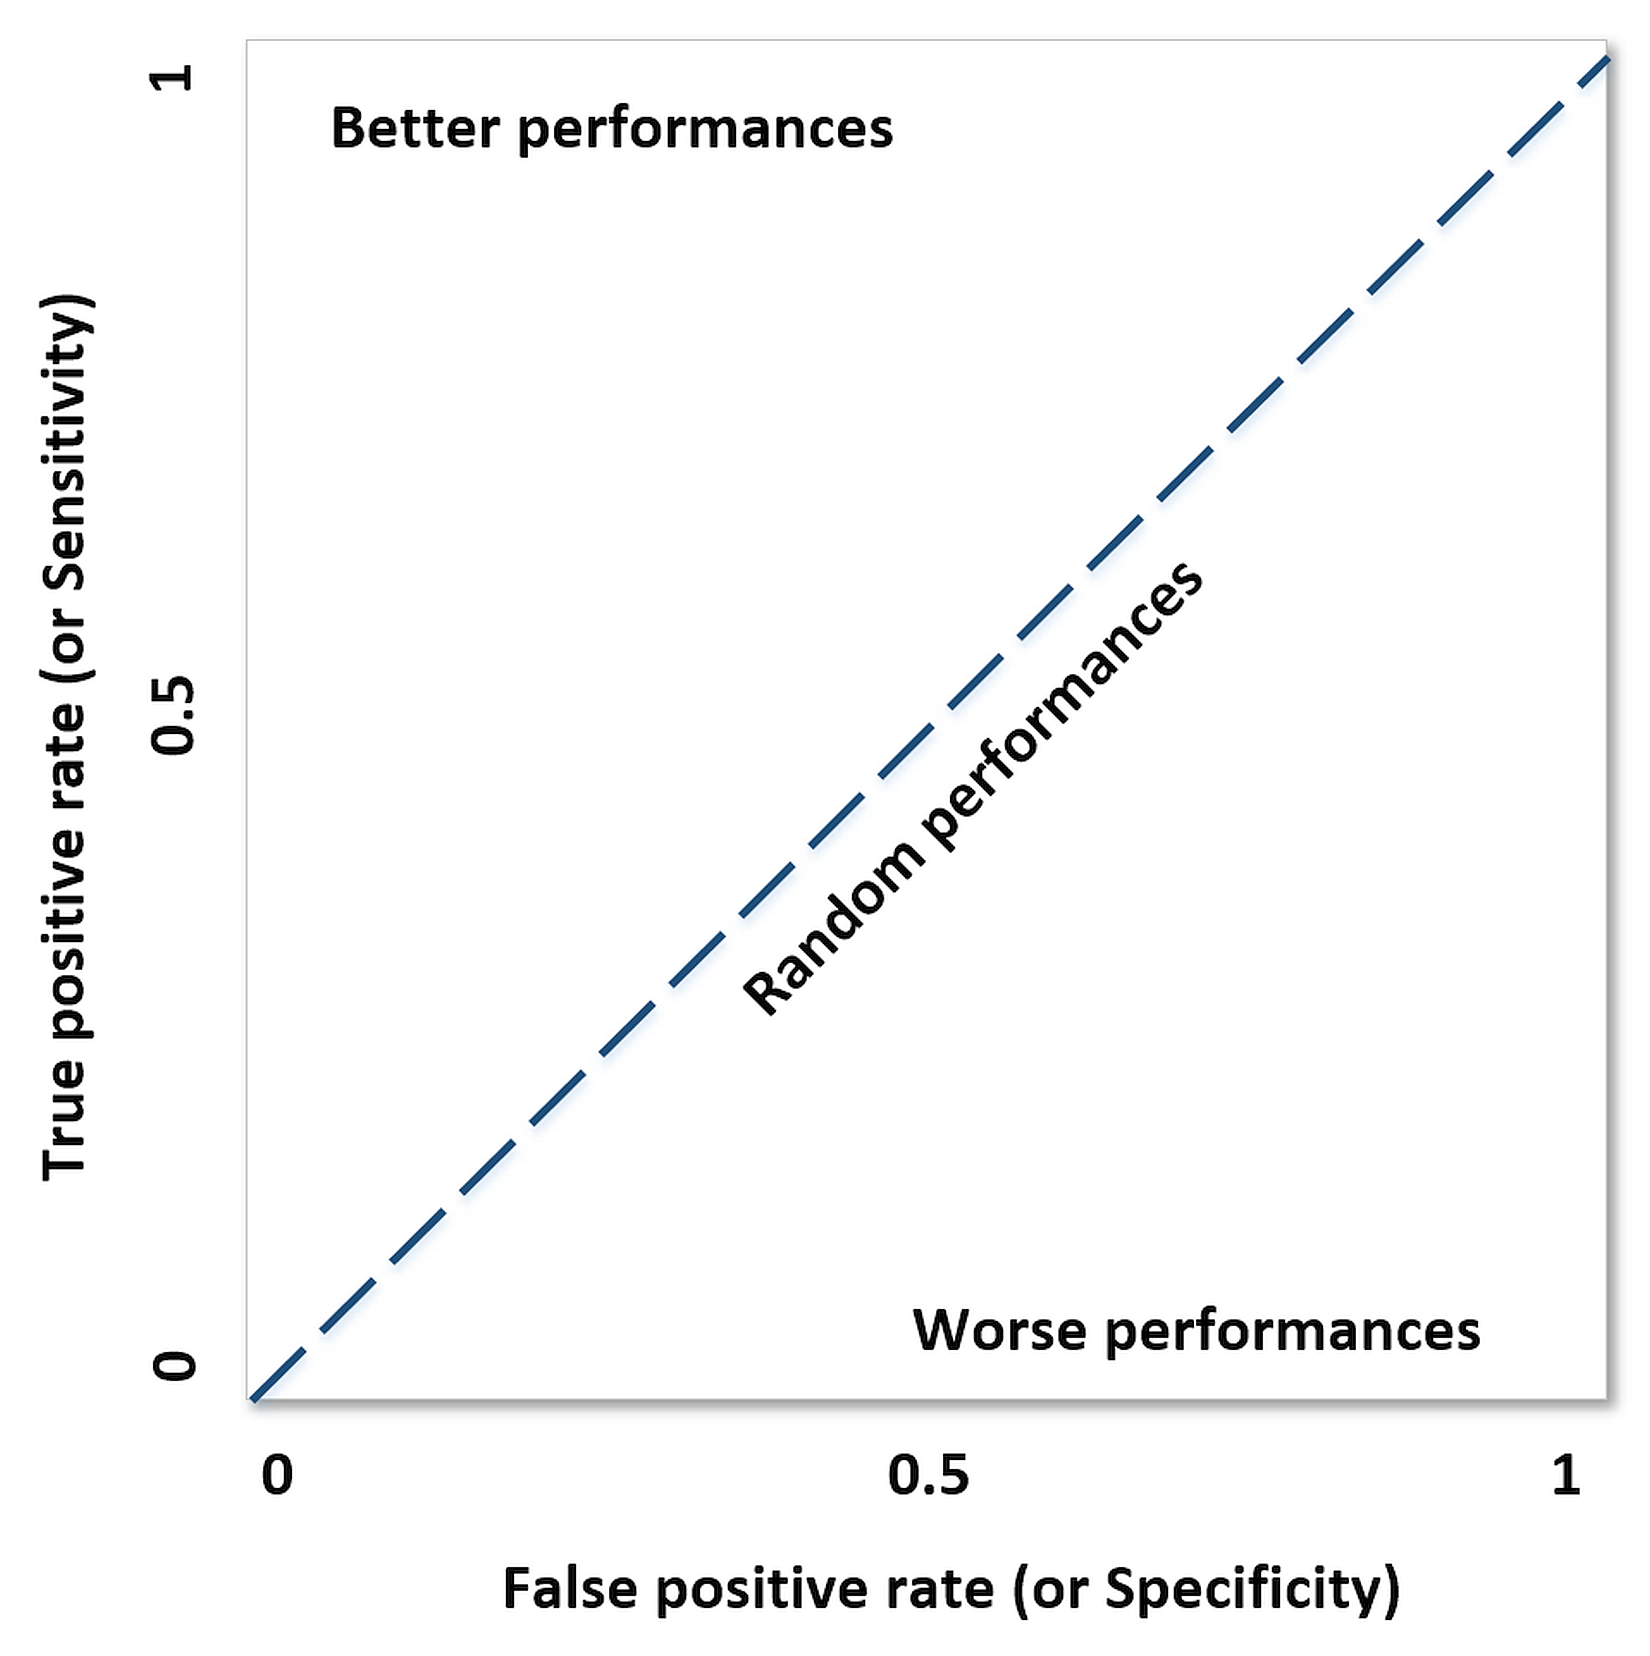 1
Better performances
True positive rate (or Sensitivity)
0.5
Random performances
Worse performances
0
0 0.5 1
False positive rate (or Specificity)